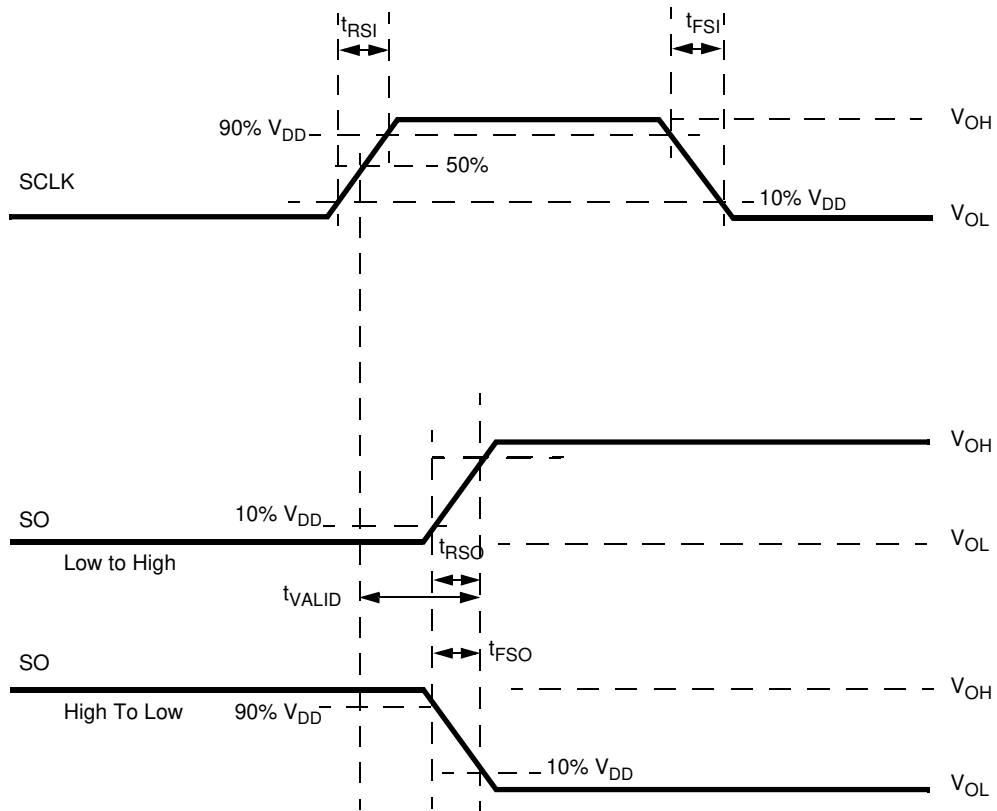 tRSI
tFSI
90% VDD
VOH
50%
SCLK
10% VDD
VOL
VOH
10% VDD
SO
Low to High
tRSO
VOL
tVALID
SO
tFSO
VOH
High To Low
90% VDD
10% VDD
VOL